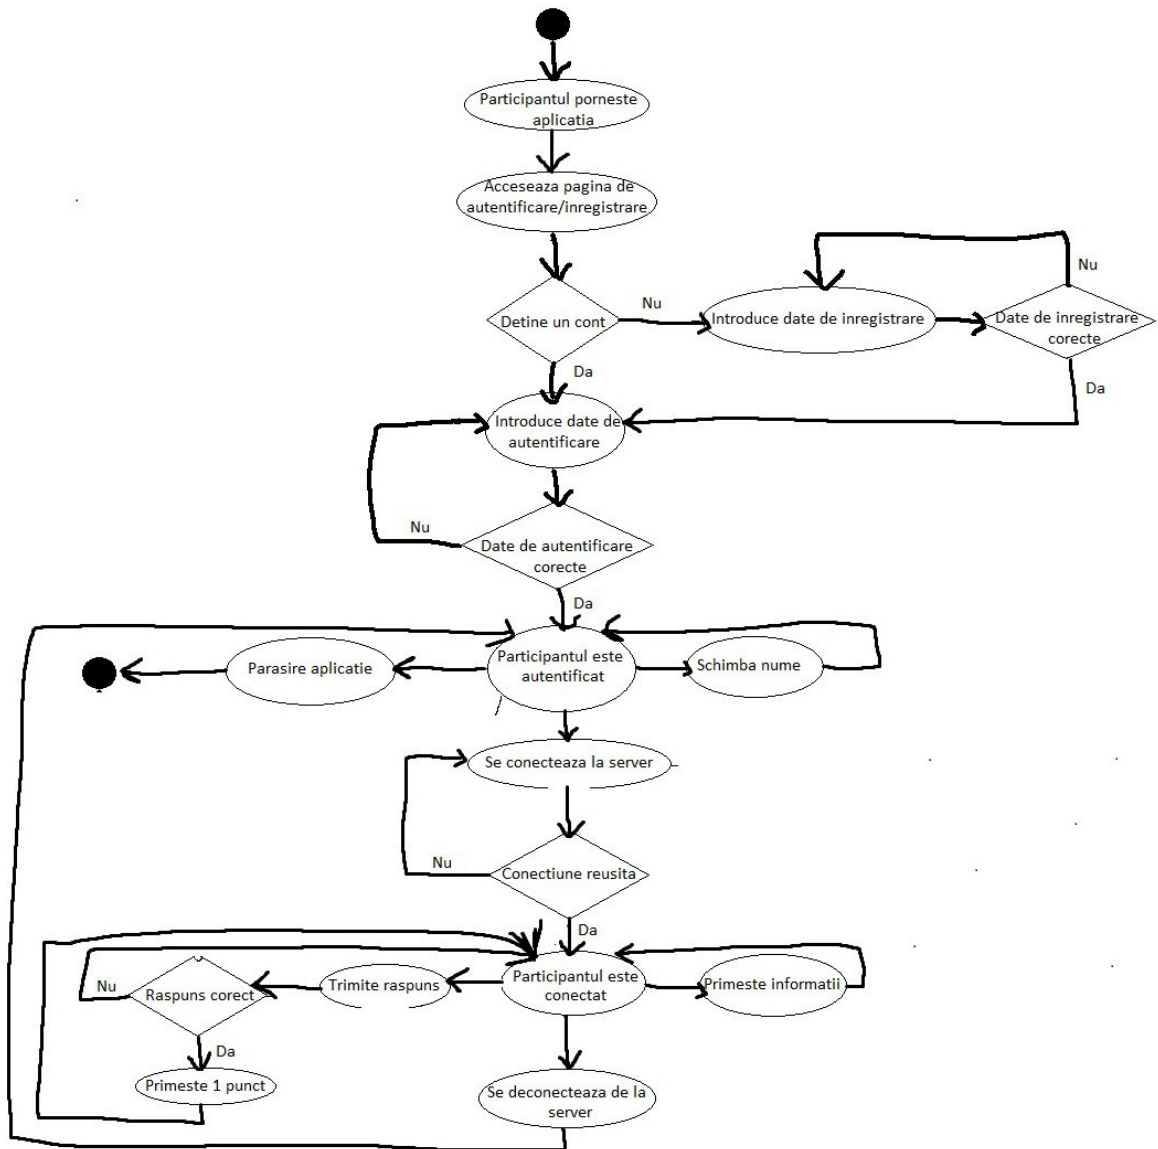 Participantul porneste
aplicatia
Acceseaza pagina de
autentificare/inregistrare
Nu
Nu
Detine un cont
Introduce date de inregistrare
Date de inregistrare
corecte
Da
Da
Introduce date de
autentificare
Nu
Date de autentificare
corecte
Da
Parasire aplicatie
Participantul este
autentificat
Schimba nume
Se conecteaza la server
Nu
Conectiune reusita
Da
Nu
Raspuns corect
Trimite raspuns
Participantul este
conectat
Primeste informatii
Da
Primeste 1 punct
Se deconecteaza de la
server